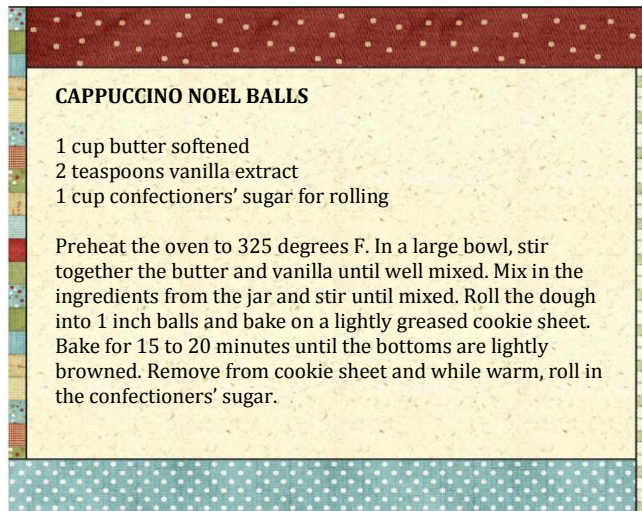 CAPPUCCINO NOEL BALLS
1 cup butter softened
2 teaspoons vanilla extract
1 cup confectioners’ sugar for rolling
Preheat the oven to 325 degrees F. In a large bowl, stir
together the butter and vanilla until well mixed. Mix in the
ingredients from the jar and stir until mixed. Roll the dough
into 1 inch balls and bake on a lightly greased cookie sheet.
Bake for 15 to 20 minutes until the bottoms are lightly
browned. Remove from cookie sheet and while warm, roll in
the confectioners’ sugar.